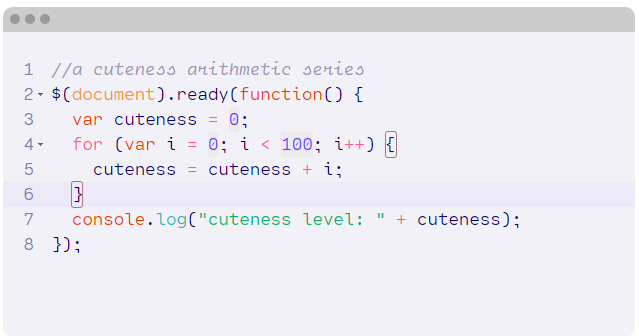 1 //a cuteness arithmetic series
2 $(document).ready(function() {
3 var cuteness = 0;
4 for (var i = 0; i < 100; i++) {
5 cuteness = cuteness + i;
6 }
7 console.log("cuteness level: " + cuteness);
8 });